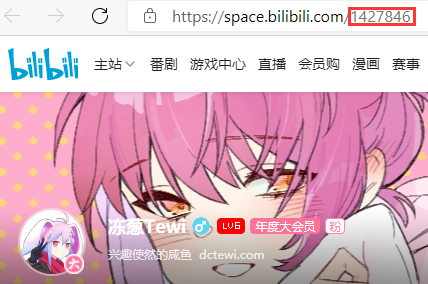 https://space.bilibili.com/1427846
bilibili 主站 番剧 游戏中心 直播 会员购 漫画 赛事
冻葱Tewi LV5 年度大会员 粉
大
兴趣使然的咸鱼 dctewi.com